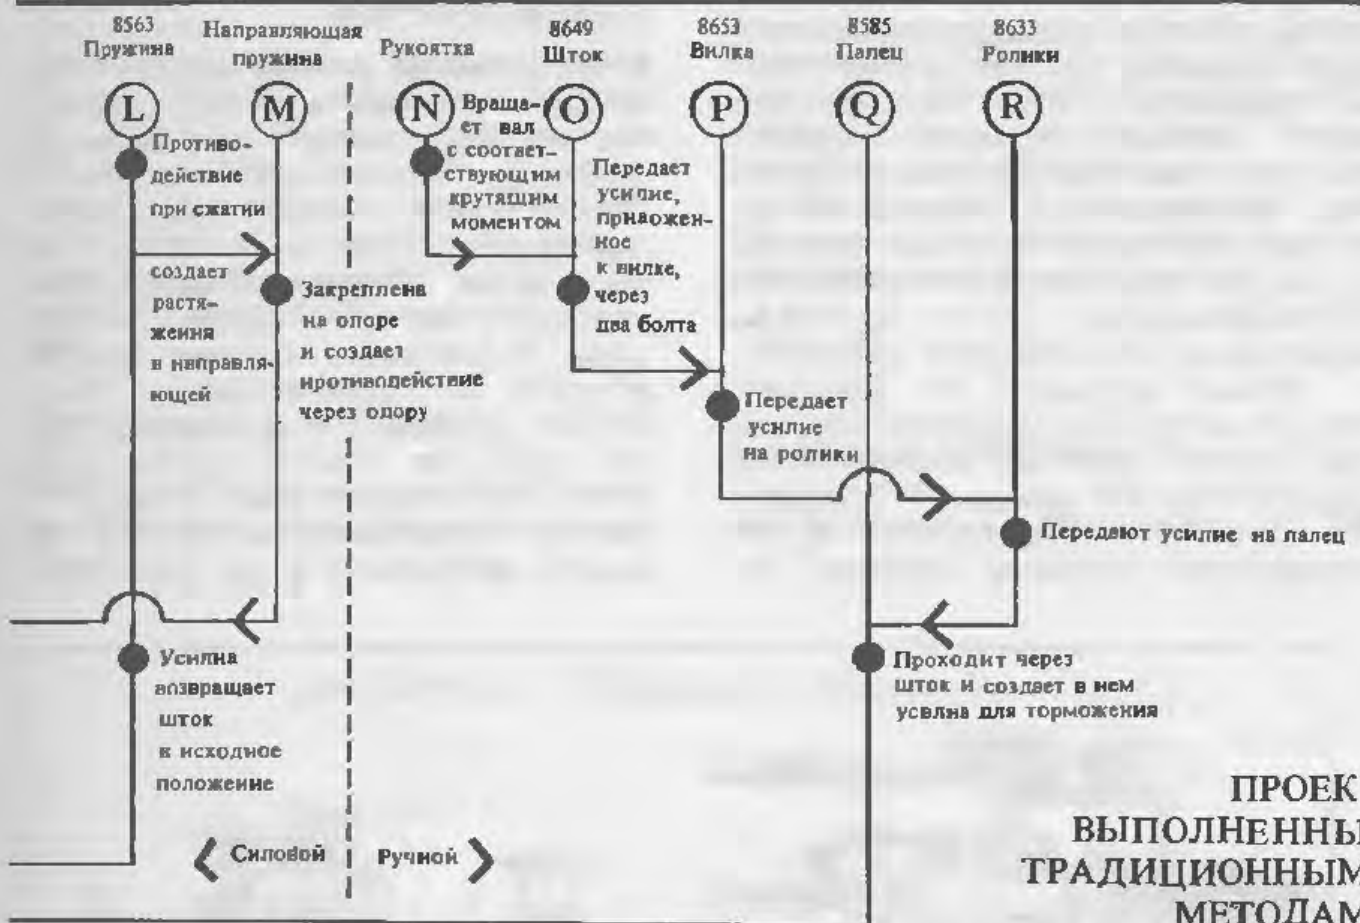 8563
Пружина
Направляющая
пружина
Рукоятка
8649
Шток
8653
Вилка
8585
Палец
8633
Ролики
L
M
N
O
P
Q
R
Противо-
действие
при сжатии
создает
растя-
жения
в направля-
ющей
Закреплена
на опоре
и создает
противодействие
через опору
Враща-
ет вал
с соответ-
ствующим
крутящим
моментом
Передает
усилие,
приложен-
ное
к вилке,
через
два болта
Передает
усилие
на ролики
Передают усилие на палец
Усилия
возвращает
шток
в исходное
положение
Проходит через
шток и создает в нем
усилия для торможения
Силовой
Ручной
ПРОЕК
ВЫПОЛНЕННЫ
ТРАДИЦИОННЫМ
МЕТОДАМ